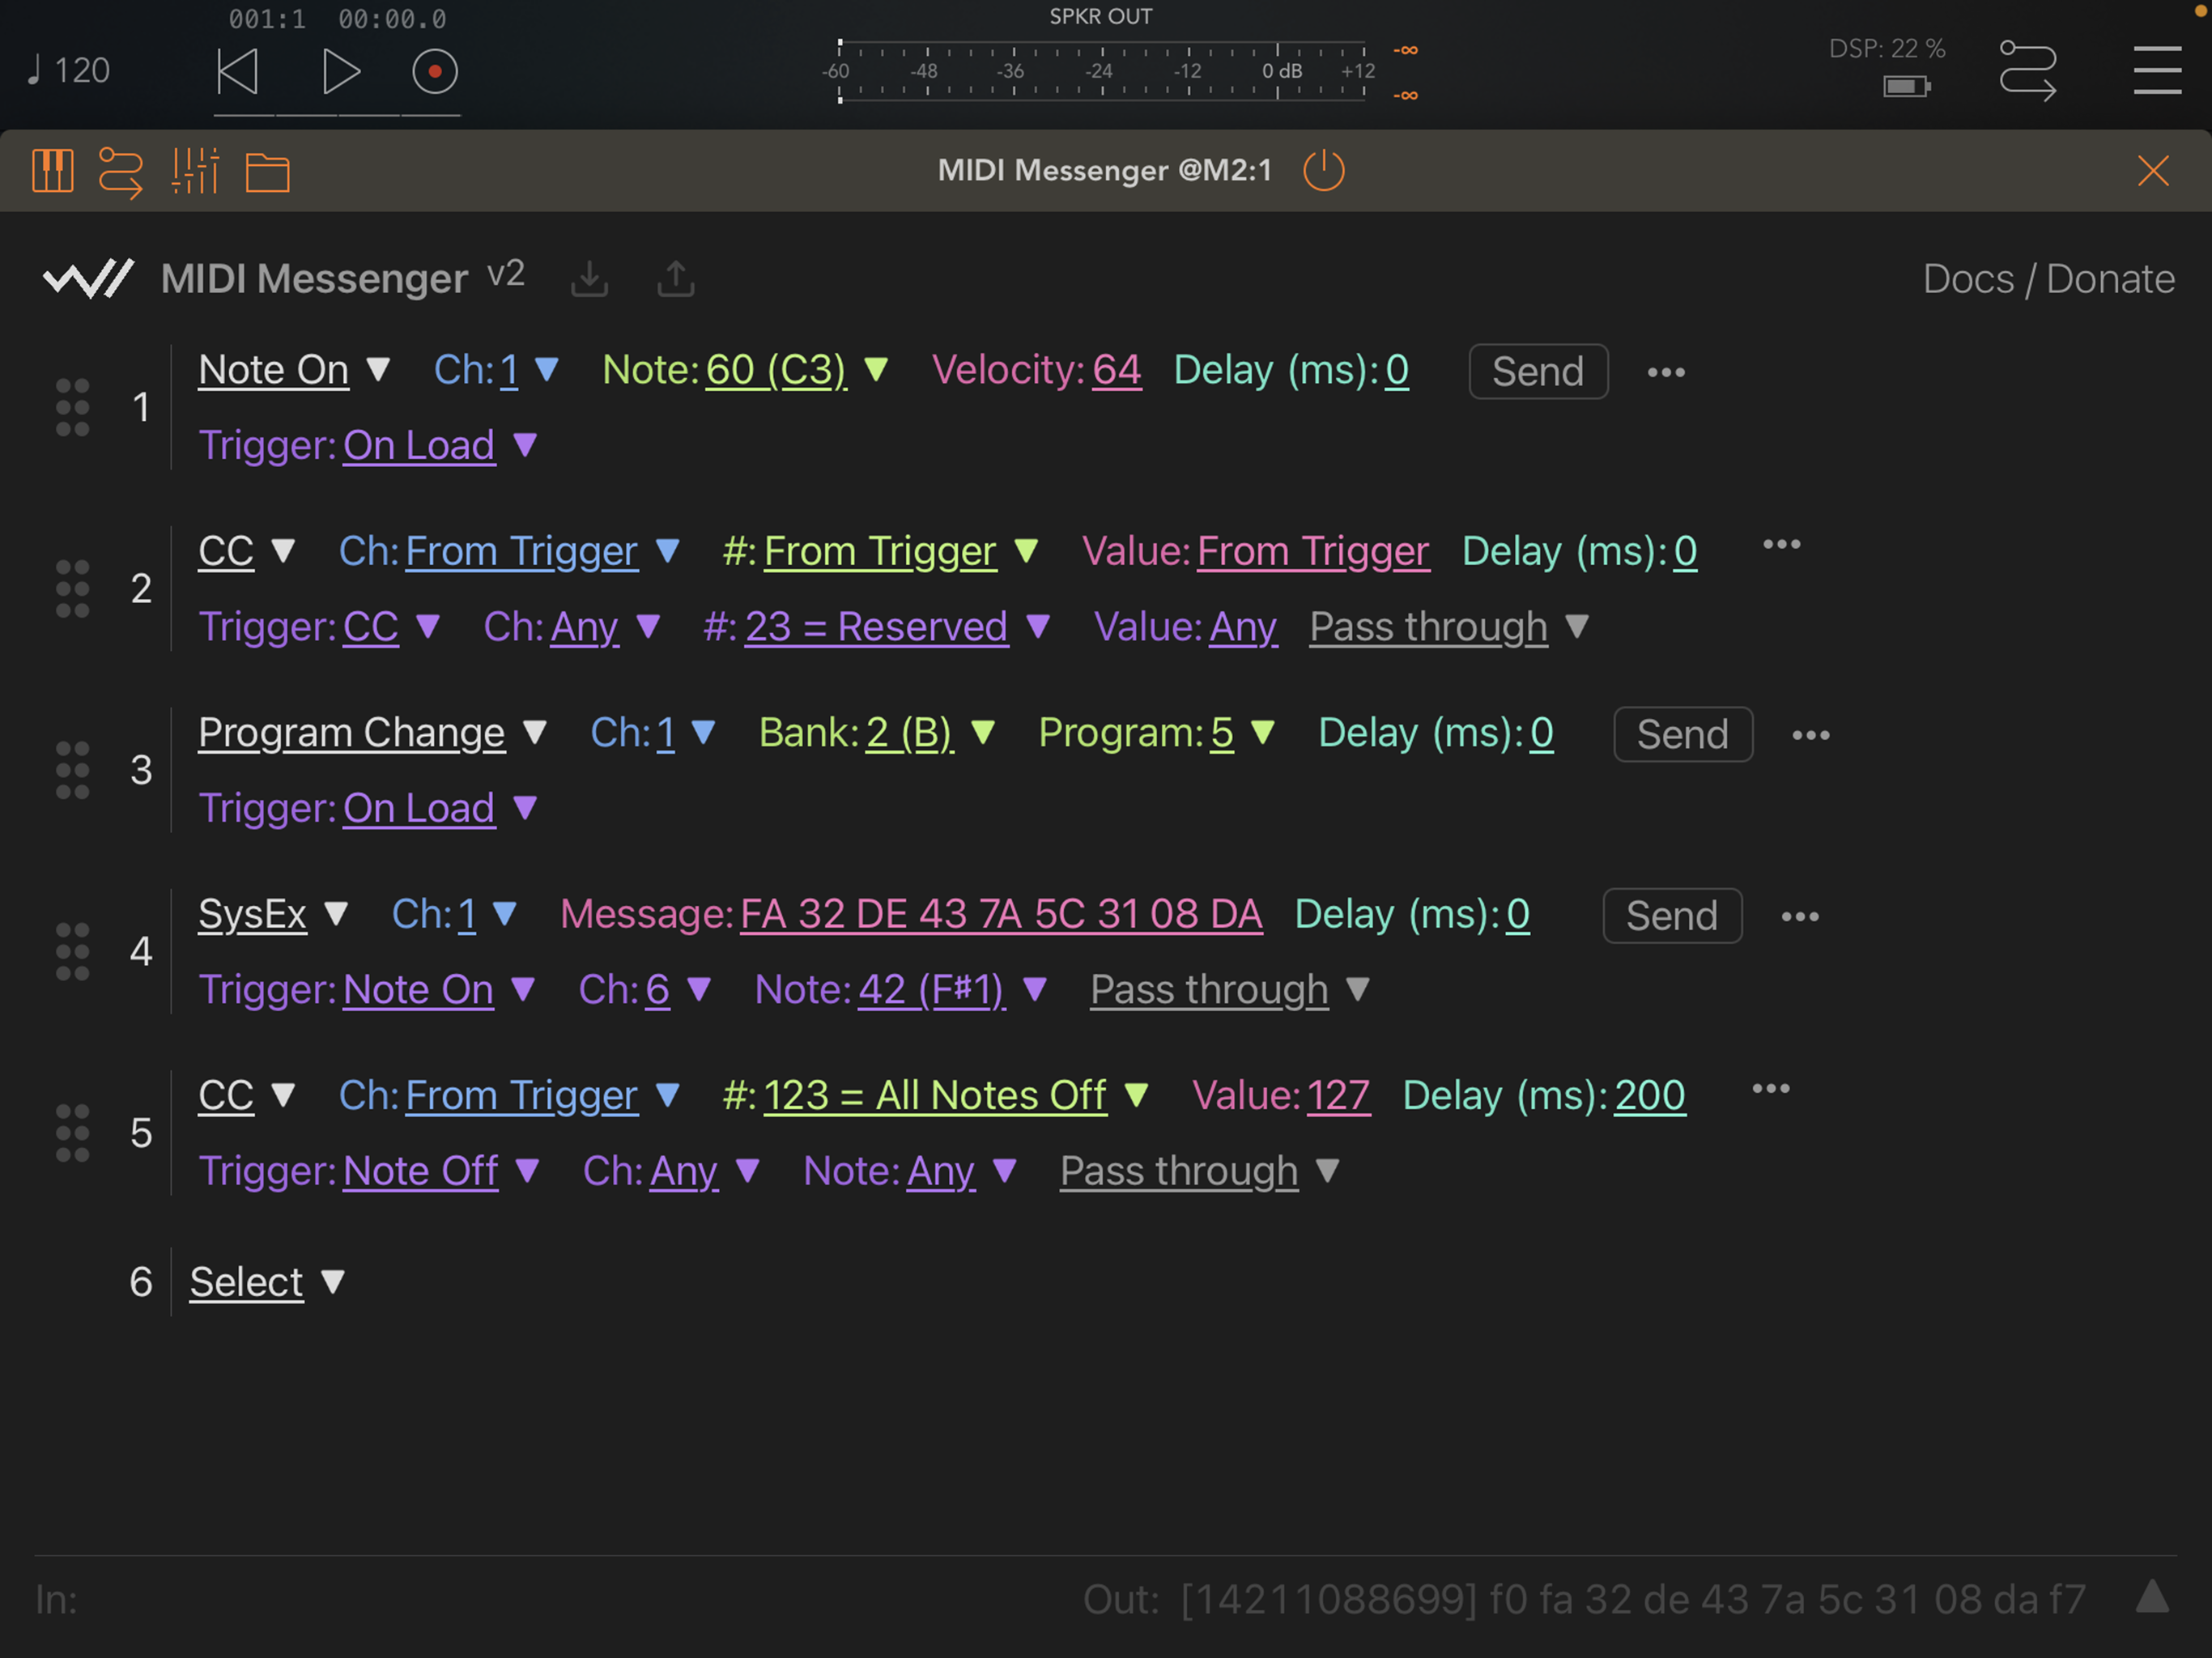 001:1 00:00.0
SPKR OUT
120
-60 -48 -36 -24 -12 0 dB +12
-∞
-∞
DSP: 22 %
MIDI Messenger @M2:1
MIDI Messenger v2
Docs / Donate
1
Note On ▼ Ch: 1 ▼ Note: 60 (C3) ▼ Velocity: 64 Delay (ms): 0 Send •••
Trigger: On Load ▼
2
CC ▼ Ch: From Trigger ▼ #: From Trigger ▼ Value: From Trigger Delay (ms): 0 •••
Trigger: CC ▼ Ch: Any ▼ #: 23 = Reserved ▼ Value: Any Pass through ▼
3
Program Change ▼ Ch: 1 ▼ Bank: 2 (B) ▼ Program: 5 ▼ Delay (ms): 0 Send •••
Trigger: On Load ▼
4
SysEx ▼ Ch: 1 ▼ Message: FA 32 DE 43 7A 5C 31 08 DA Delay (ms): 0 Send •••
Trigger: Note On ▼ Ch: 6 ▼ Note: 42 (F#1) ▼ Pass through ▼
5
CC ▼ Ch: From Trigger ▼ #: 123 = All Notes Off ▼ Value: 127 Delay (ms): 200 •••
Trigger: Note Off ▼ Ch: Any ▼ Note: Any ▼ Pass through ▼
6 Select ▼
In:
Out: [14211088699] f0 fa 32 de 43 7a 5c 31 08 da f7 ▲